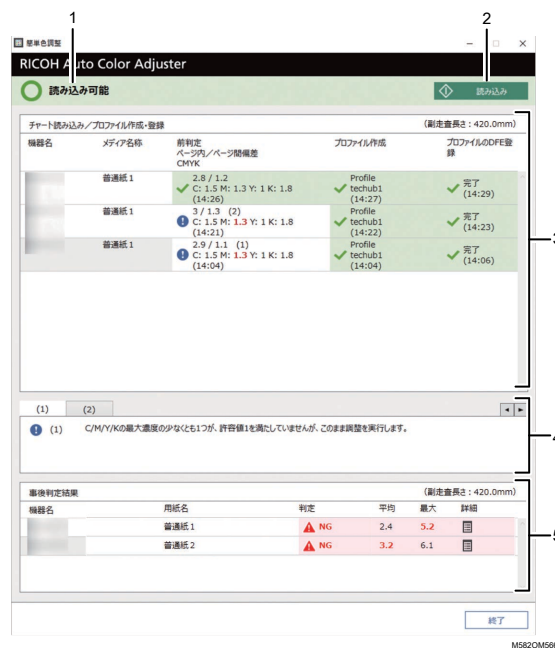 1
2
簡単色調整
RICOH Auto Color Adjuster
読み込み可能
読み込み
チャート読み込み／プロファイル作成・登録
(副走査長さ : 420.0mm)
機器名 メディア名称 前判定 プロファイル作成 プロファイルのDFE登
ページ内／ページ間偏差 録
CMYK
普通紙 1 2.8 / 1.2 Profile 完了
C: 1.5 M: 1.3 Y: 1 K: 1.8 techub1 (14:29)
(14:26) (14:27)
普通紙 1 3 / 1.3 (2) Profile 完了
C: 1.5 M: 1.3 Y: 1 K: 1.8 techub1 (14:23)
(14:21) (14:22)
普通紙 1 2.9 / 1.1 (1) Profile 完了
C: 1.5 M: 1.3 Y: 1 K: 1.8 techub1 (14:06)
(14:04) (14:04)
3
(1) (2)
(1) C/M/Y/Kの最大濃度の少なくとも1つが、許容値1を満たしていませんが、このまま調整を実行します。
4
事後判定結果 (副走査長さ : 420.0mm)
機器名 用紙名 判定 平均 最大 詳細
普通紙 1 NG 2.4 5.2
普通紙 2 NG 3.2 6.1
5
終了
M582OM566